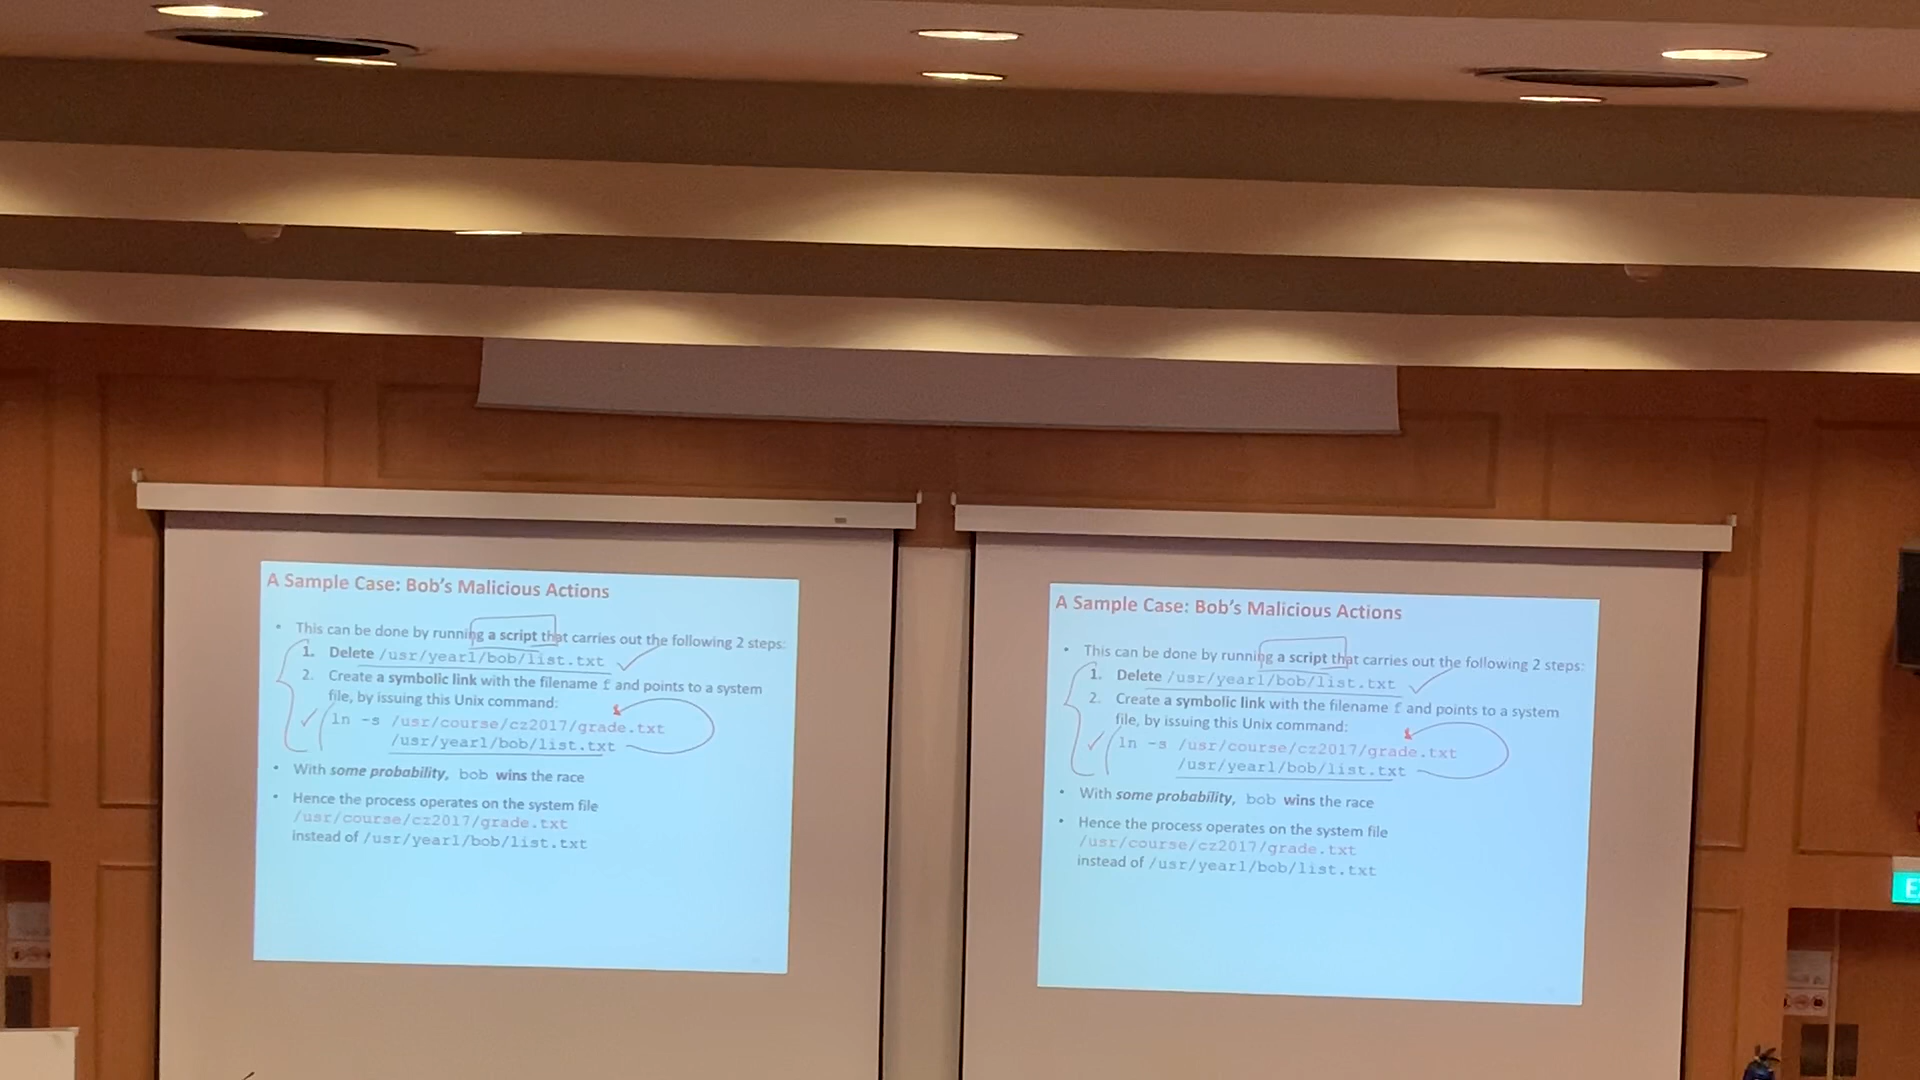 A Sample Case: Bob's Malicious Actions
• This can be done by running a script that carries out the following 2 steps:
1. Delete /usr/year1/bob/list.txt
2. Create a symbolic link with the filename f and points to a system
file, by issuing this Unix command:
ln -s /usr/course/cz2017/grade.txt
/usr/year1/bob/list.txt
• With some probability, bob wins the race
• Hence the process operates on the system file
/usr/course/cz2017/grade.txt
instead of /usr/year1/bob/list.txt
A Sample Case: Bob's Malicious Actions
• This can be done by running a script that carries out the following 2 steps:
1. Delete /usr/year1/bob/list.txt
2. Create a symbolic link with the filename f and points to a system
file, by issuing this Unix command:
ln -s /usr/course/cz2017/grade.txt
/usr/year1/bob/list.txt
• With some probability, bob wins the race
• Hence the process operates on the system file
/usr/course/cz2017/grade.txt
instead of /usr/year1/bob/list.txt